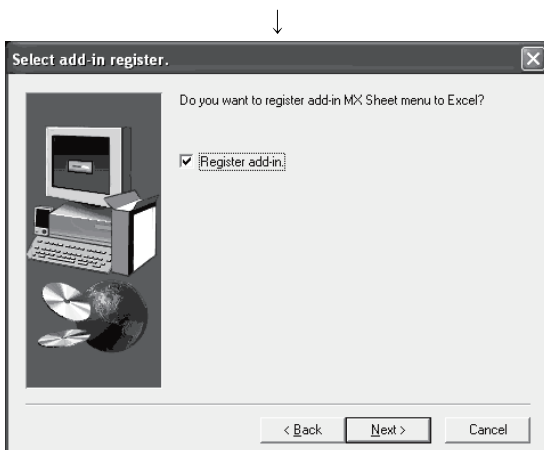 Select add-in register.
Do you want to register add-in MX Sheet menu to Excel?
Register add-in.
< Back
Next >
Cancel